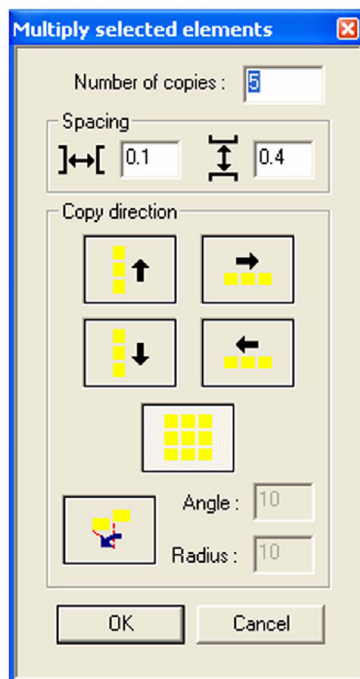 Multiply selected elements
Number of copies : 5
Spacing
0.1 0.4
Copy direction
Angle : 10
Radius : 10
OK Cancel